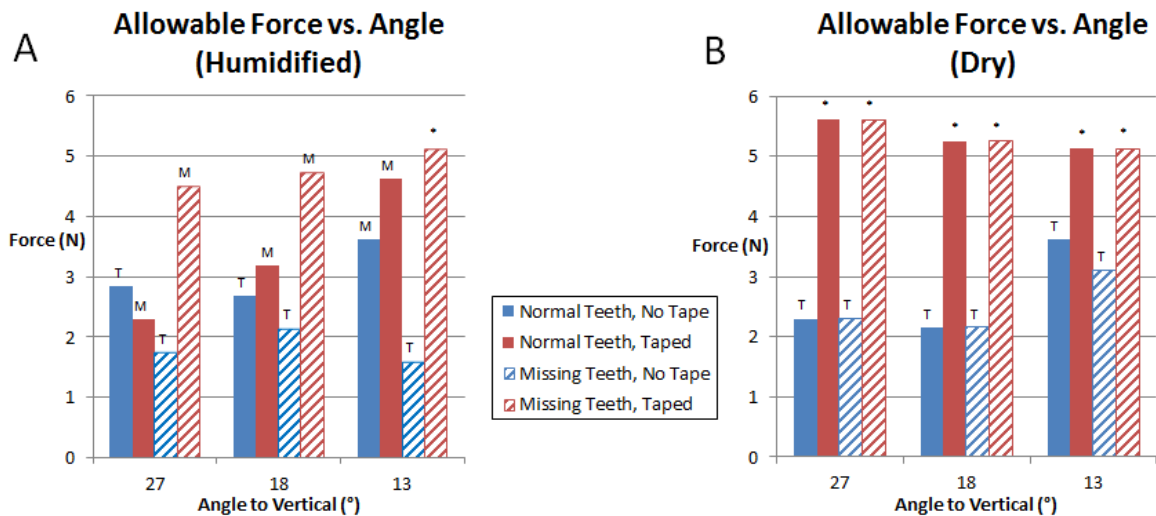 A
Allowable Force vs. Angle
(Humidified)
6
5
4
Force (N)
3
2
1
0
T
M
T
M
T
M
T
M
M
M
T
*
27
18
13
Angle to Vertical (°)
Normal Teeth, No Tape
Normal Teeth, Taped
Missing Teeth, No Tape
Missing Teeth, Taped
B
Allowable Force vs. Angle
(Dry)
6
5
4
Force (N)
3
2
1
0
T
*
T
*
T
*
T
*
T
*
T
*
27
18
13
Angle to Vertical (°)